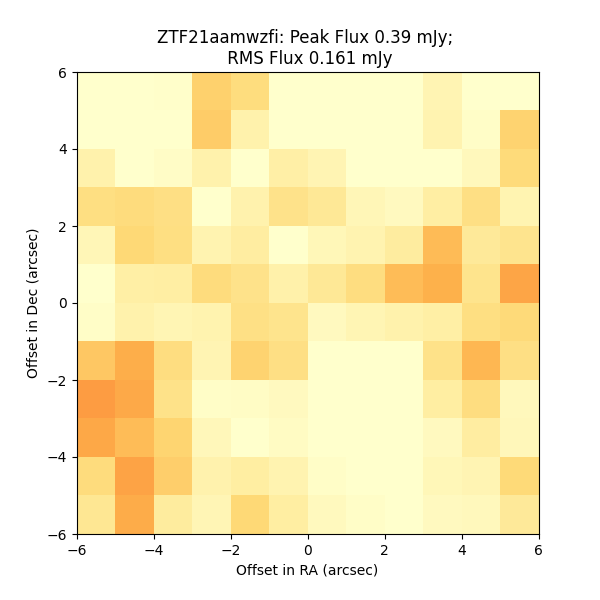 ZTF21aamwzfi: Peak Flux 0.39 mJy;
RMS Flux 0.161 mJy
6
4
2
0
−2
−4
−6
Offset in Dec (arcsec)
−6 −4 −2 0 2 4 6
Offset in RA (arcsec)